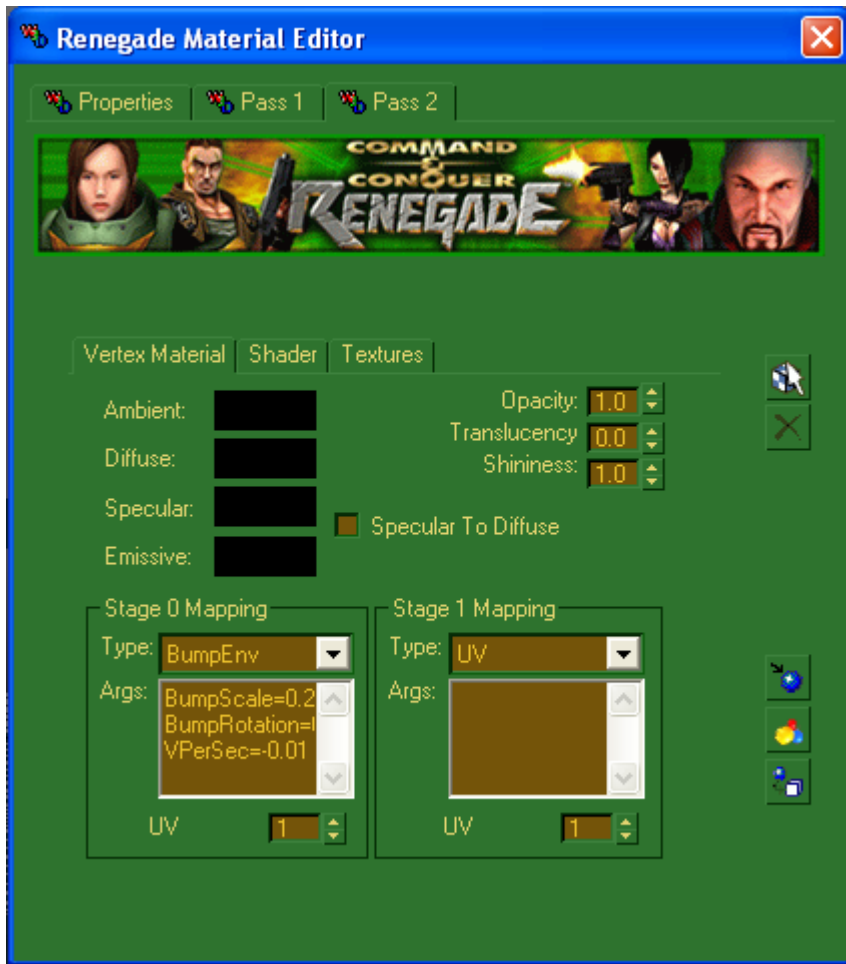 Renegade Material Editor
Properties Pass 1 Pass 2
COMMAND
&
CONQUER
RENEGADE
Vertex Material Shader Textures
Ambient: Opacity: 1.0
Translucency 0.0
Diffuse: Shininess: 1.0
Specular: Specular To Diffuse
Emissive:
Stage 0 Mapping Stage 1 Mapping
Type: BumpEnv Type: UV
Args: BumpScale=0.2 Args:
BumpRotation=
VPerSec=-0.01
UV 1 UV 1